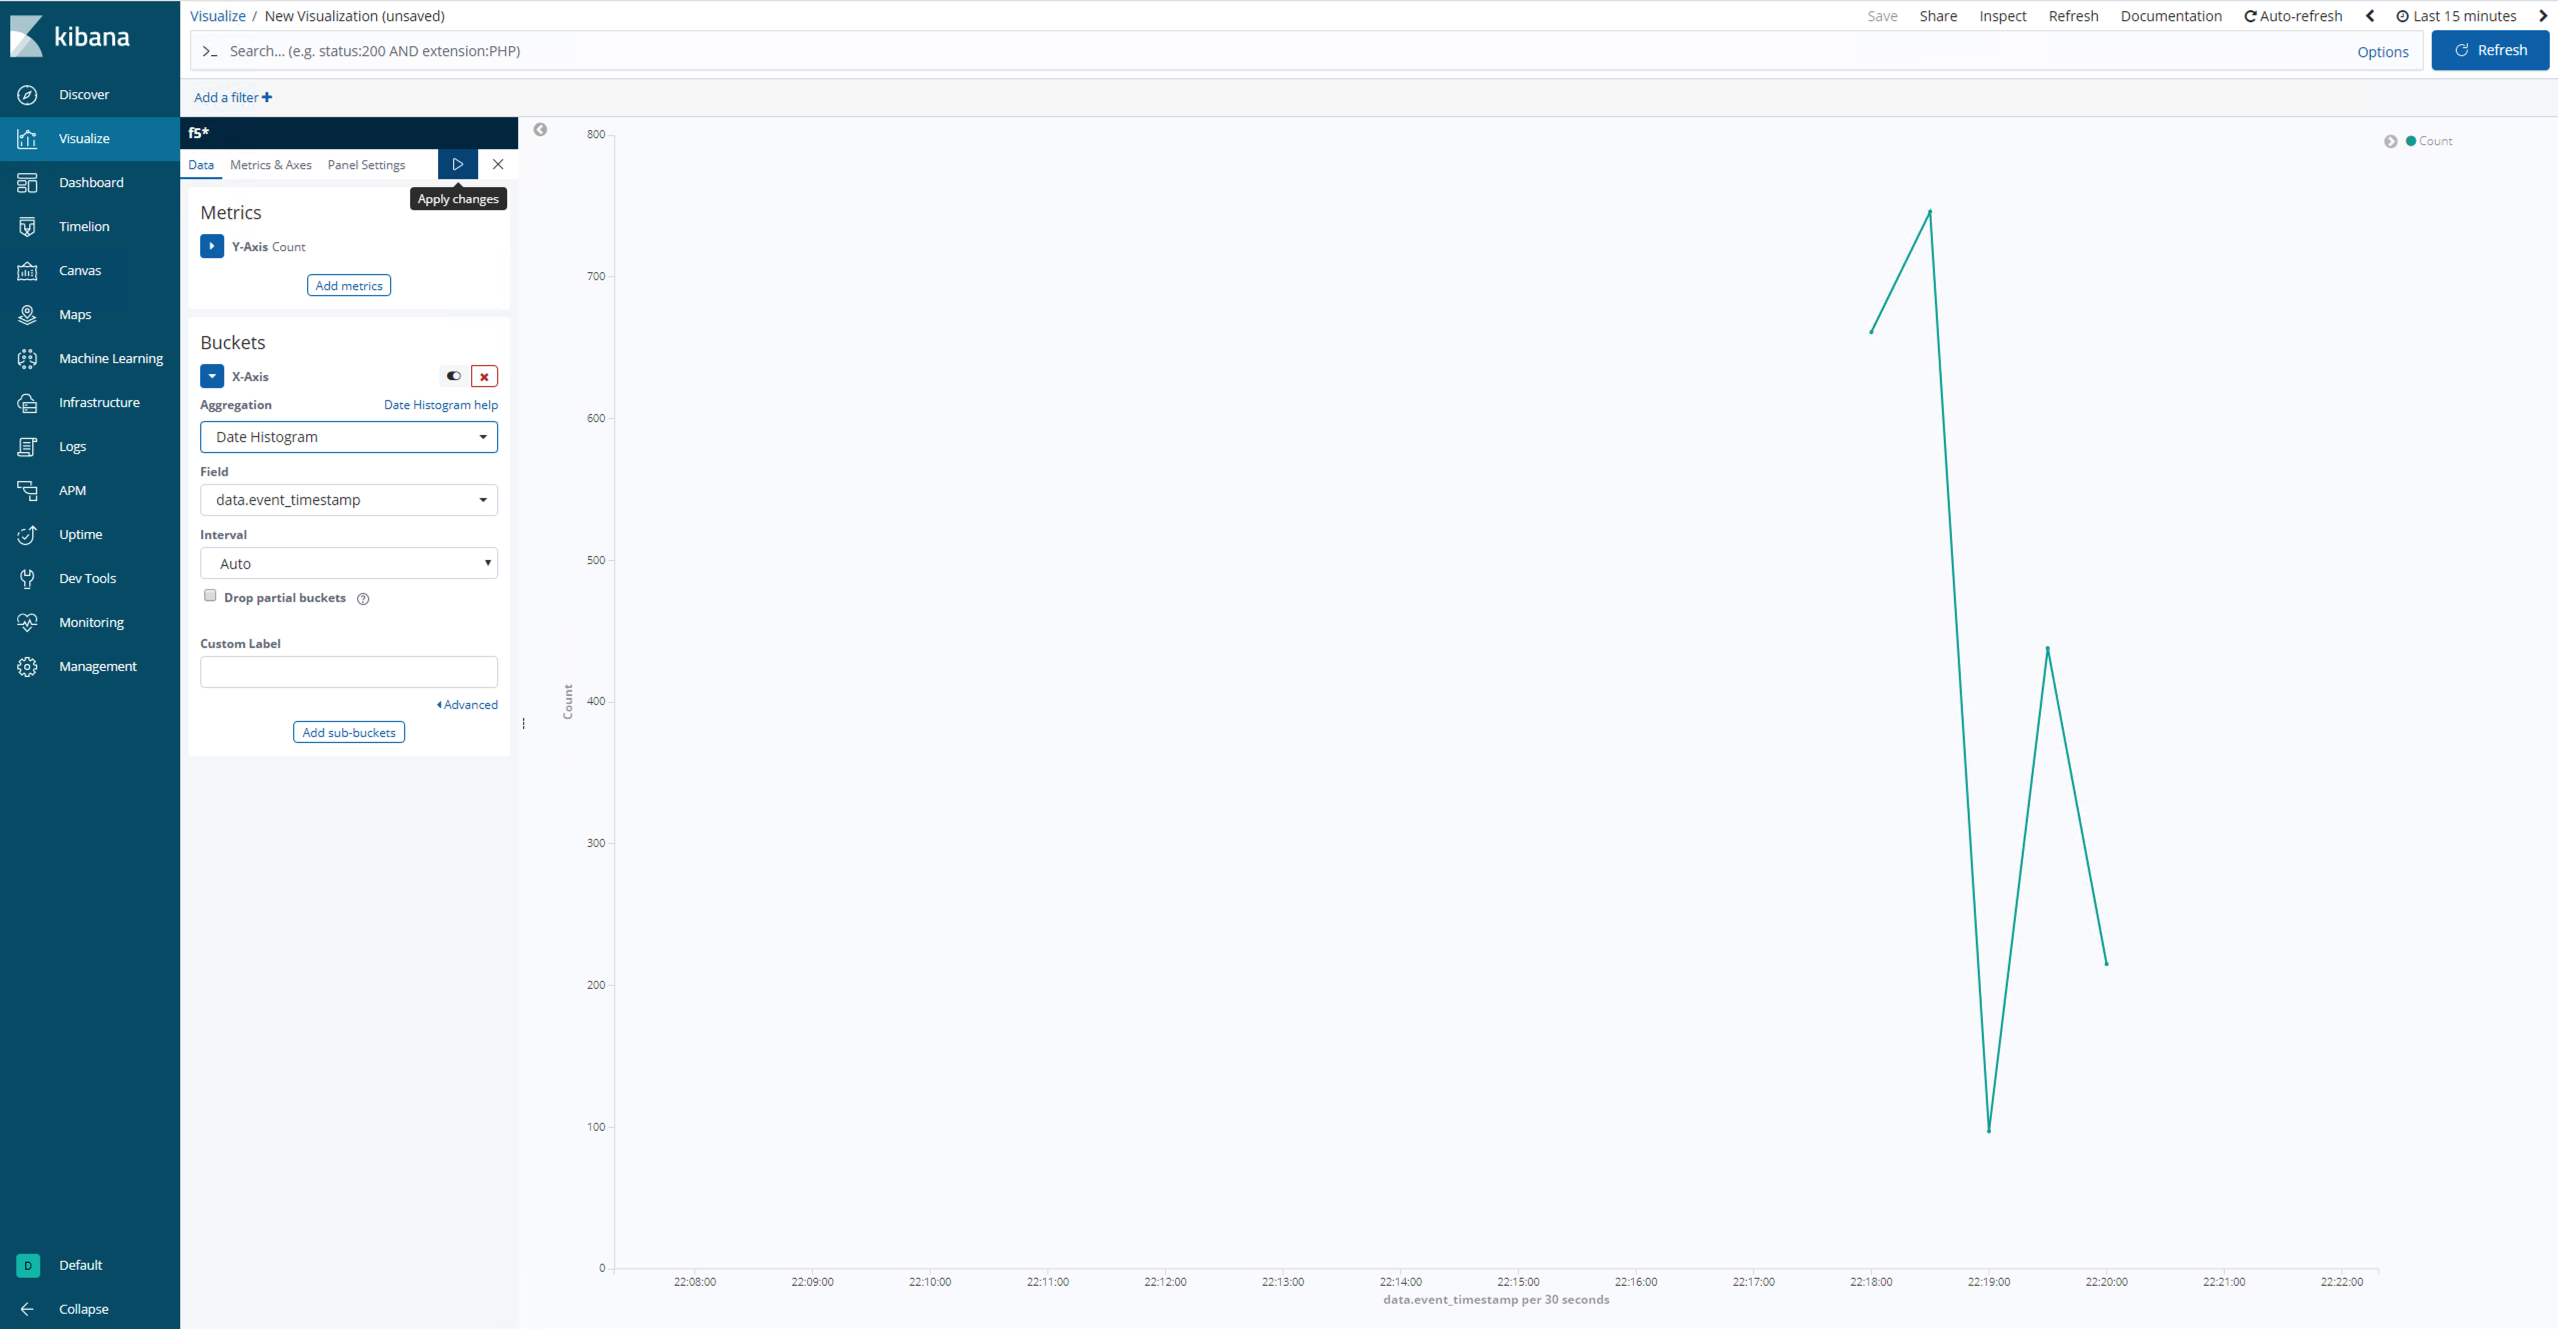 kibana
Discover
Visualize
Dashboard
Timelion
Canvas
Maps
Machine Learning
Infrastructure
Logs
APM
Uptime
Dev Tools
Monitoring
Management
D Default
Collapse
Visualize / New Visualization (unsaved)
Save Share Inspect Refresh Documentation Auto-refresh Last 15 minutes
>_ Search... (e.g. status:200 AND extension:PHP) Options Refresh
Add a filter +
f5*
Data Metrics & Axes Panel Settings
Apply changes
Metrics
Y-Axis Count
Add metrics
Buckets
X-Axis
Aggregation Date Histogram help
Date Histogram
Field
data.event_timestamp
Interval
Auto
Drop partial buckets ?
Custom Label
Advanced
Add sub-buckets
Count
800
700
600
500
400
300
200
100
0
Count
22:08:00 22:09:00 22:10:00 22:11:00 22:12:00 22:13:00 22:14:00 22:15:00 22:16:00 22:17:00 22:18:00 22:19:00 22:20:00 22:21:00 22:22:00
data.event_timestamp per 30 seconds